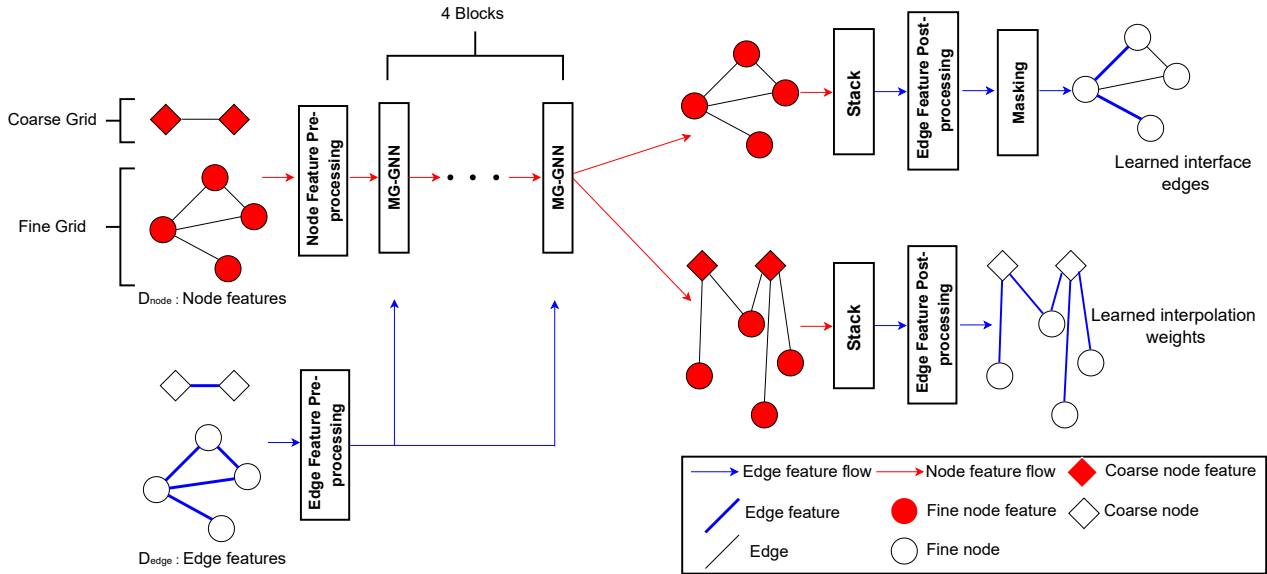 4 Blocks
Coarse Grid
Fine Grid
Node Feature Pre-
processing
MG-GNN
MG-GNN
Dnode : Node features
Stack
Edge Feature Post-
processing
Masking
Learned interface
edges
Stack
Edge Feature Post-
processing
Learned interpolation
weights
Edge Feature Pre-
processing
Dedge : Edge features
Edge feature flow
Node feature flow
Coarse node feature
Edge feature
Fine node feature
Coarse node
Edge
Fine node